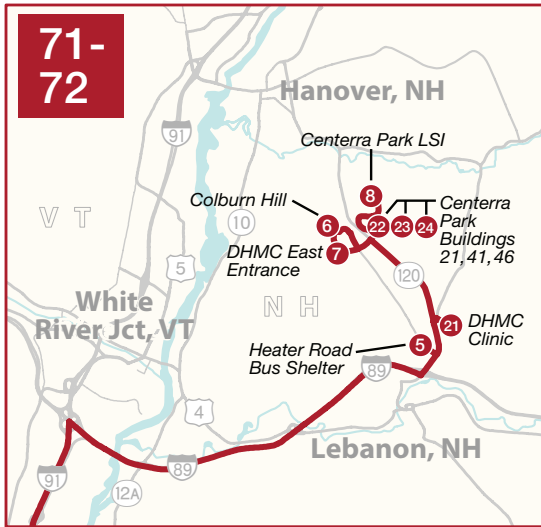 71-
72
Hanover, NH
91
Centerra Park LSI
8
Colburn Hill
6
22
23
24
Centerra
Park
Buildings
21, 41, 46
10
7
DHMC East
Entrance
VT
5
120
NH
White
River Jct, VT
21
DHMC
Clinic
5
Heater Road
Bus Shelter
89
4
Lebanon, NH
89
91
12A